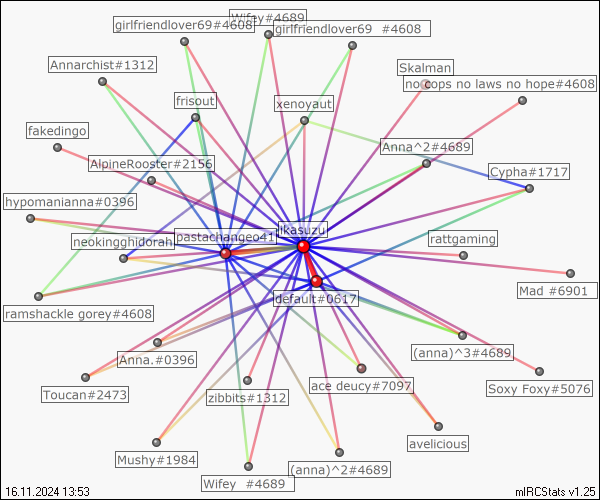 Wifey#4689
girlfriendlover69#4608
girlfriendlover69  #4608
Annarchist#1312
Skalman
no cops no laws no hope#4608
frisout
xenoyaut
fakedingo
Anna^2#4689
AlpineRooster#2156
Cypha#1717
hypomanianna#0396
ikasuzu
pastachangeo41
neokingghidorah
rattgaming
Mad #6901
default#0617
ramshackle gorey#4608
Anna.#0396
(anna)^3#4689
ace deucy#7097
Soxy Foxy#5076
Toucan#2473
zibbits#1312
avelicious
Mushy#1984
(anna)^2#4689
Wifey  #4689
16.11.2024 13:53
mIRCStats v1.25